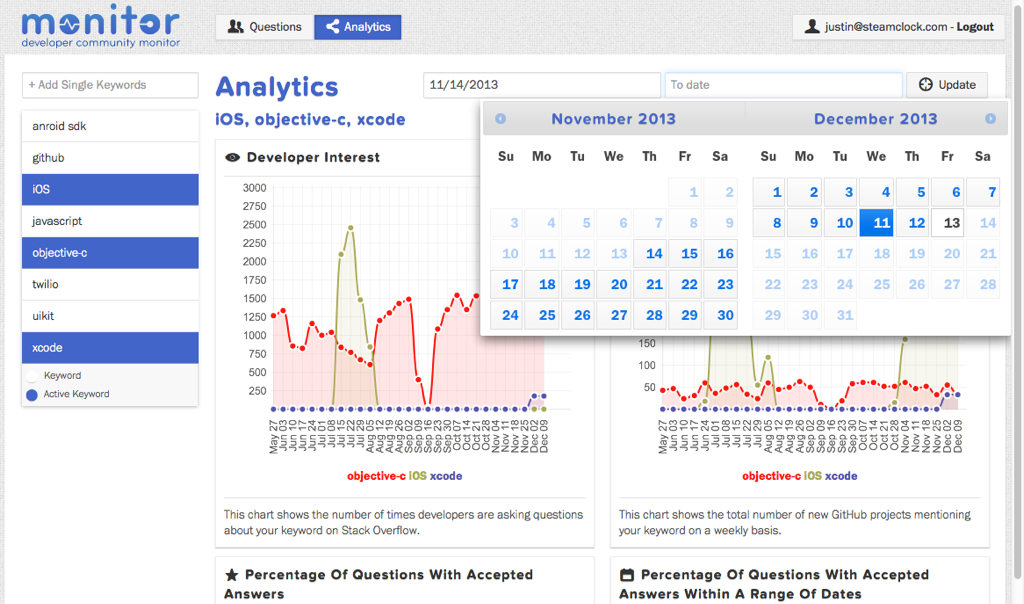 monitor
developer community monitor
Questions
Analytics
justin@steamclock.com - Logout
+ Add Single Keywords
anroid sdk
github
iOS
javascript
objective-c
twilio
uikit
xcode
Keyword
Active Keyword
Analytics
11/14/2013
To date
Update
iOS, objective-c, xcode
November 2013
Su Mo Tu We Th Fr Sa
1 2
3 4 5 6 7 8 9
10 11 12 13 14 15 16
17 18 19 20 21 22 23
24 25 26 27 28 29 30
December 2013
Su Mo Tu We Th Fr Sa
1 2 3 4 5 6 7
8 9 10 11 12 13 14
15 16 17 18 19 20 21
22 23 24 25 26 27 28
29 30 31
Developer Interest
3000
2750
2500
2250
2000
1750
1500
1250
1000
750
500
250
May 27 Jun 03 Jun 10 Jun 17 Jun 24 Jul 01 Jul 08 Jul 15 Jul 22 Jul 29 Aug 05 Aug 12 Aug 19 Aug 26 Sep 02 Sep 09 Sep 16 Sep 23 Sep 30 Oct 07 Oct 14 Oct 21 Oct 28 Nov 04 Nov 11 Nov 18 Nov 25 Dec 02 Dec 09
objective-c iOS xcode
This chart shows the number of times developers are asking questions
about your keyword on Stack Overflow.
150
100
50
May 27 Jun 03 Jun 10 Jun 17 Jun 24 Jul 01 Jul 08 Jul 15 Jul 22 Jul 29 Aug 05 Aug 12 Aug 19 Aug 26 Sep 02 Sep 09 Sep 16 Sep 23 Sep 30 Oct 07 Oct 14 Oct 21 Oct 28 Nov 04 Nov 11 Nov 18 Nov 25 Dec 02 Dec 09
objective-c iOS xcode
This chart shows the total number of new GitHub projects mentioning
your keyword on a weekly basis.
Percentage Of Questions With Accepted
Answers
Percentage Of Questions With Accepted
Answers Within A Range Of Dates